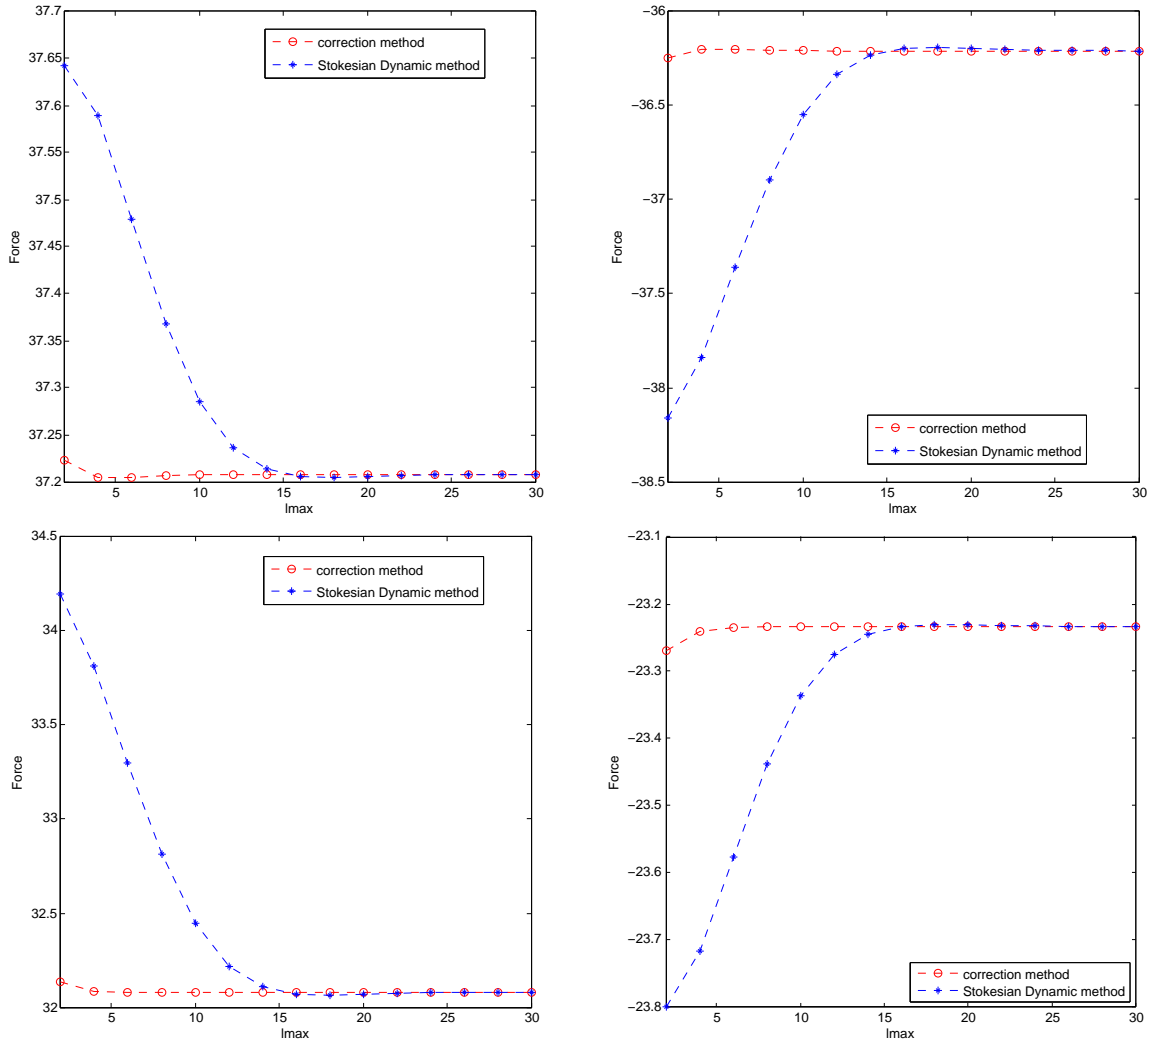 37.7
37.65
37.6
37.55
37.5
37.45
37.4
37.35
37.3
37.25
37.2
Force
correction method
Stokesian Dynamic method
5 10 15 20 25 30
lmax
−36
−36.5
−37
−37.5
−38
−38.5
Force
correction method
Stokesian Dynamic method
5 10 15 20 25 30
lmax
34.5
34
33.5
33
32.5
32
Force
correction method
Stokesian Dynamic method
5 10 15 20 25 30
lmax
−23.1
−23.2
−23.3
−23.4
−23.5
−23.6
−23.7
−23.8
Force
correction method
Stokesian Dynamic method
5 10 15 20 25 30
lmax